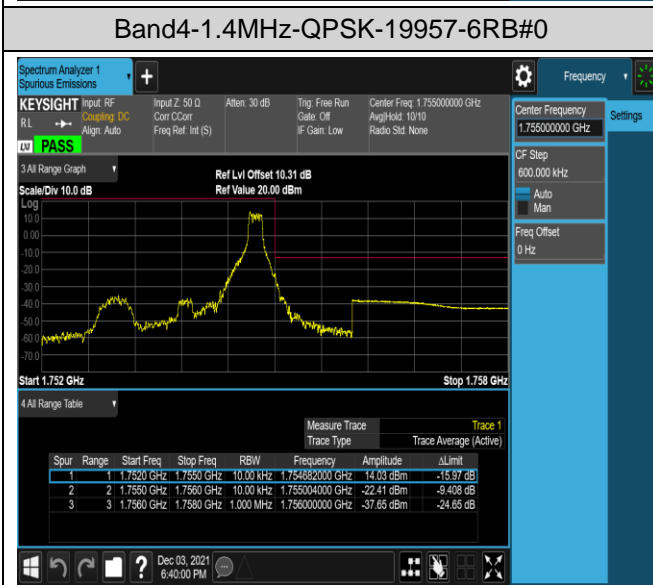 Band4-1.4MHz-QPSK-19957-6RB#0
Spectrum Analyzer 1
Spurious Emissions
Frequency
KEYSIGHT Input: RF Input Z: 50 Ω Atten: 30 dB Trig: Free Run Center Freq: 1.755000000 GHz
RL Coupling: DC Corr CCorr Gate: Off Avg|Hold: 10/10
Align: Auto Freq Ref: Int (S) IF Gain: Low Radio Std: None
LXI PASS
Center Frequency
1.755000000 GHz
Settings
CF Step
600.000 kHz
Auto
Man
Freq Offset
0 Hz
3 All Range Graph
Ref Lvl Offset 10.31 dB
Scale/Div 10.0 dB Ref Value 20.00 dBm
Log
10.0
0.00
-10.0
-20.0
-30.0
-40.0
-50.0
-60.0
-70.0
Start 1.752 GHz Stop 1.758 GHz
4 All Range Table
Measure Trace Trace 1
Trace Type Trace Average (Active)
Spur Range Start Freq Stop Freq RBW Frequency Amplitude ΔLimit
1 1 1.7520 GHz 1.7550 GHz 10.00 kHz 1.754682000 GHz 14.03 dBm -15.97 dB
2 2 1.7550 GHz 1.7560 GHz 10.00 kHz 1.755004000 GHz -22.41 dBm -9.408 dB
3 3 1.7560 GHz 1.7580 GHz 1.000 MHz 1.756000000 GHz -37.65 dBm -24.65 dB
Dec 03, 2021
6:40:00 PM